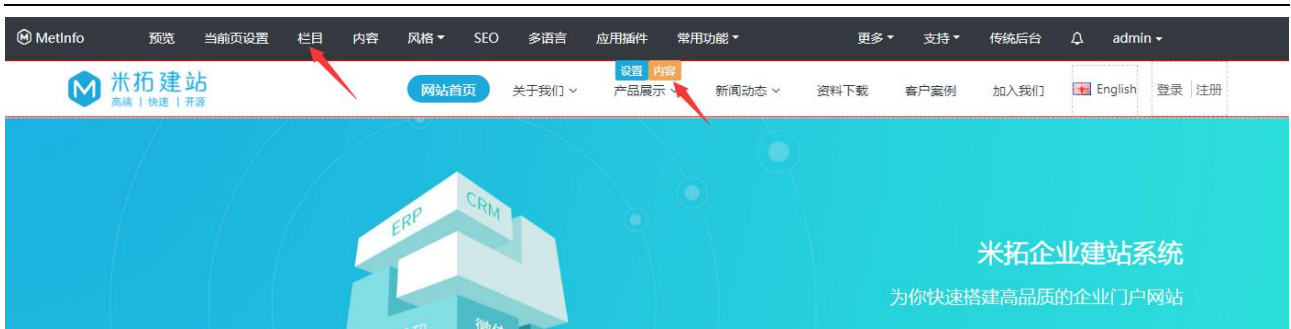 MetInfo 预览 当前页设置 栏目 内容 风格 SEO 多语言 应用插件 常用功能 更多 支持 传统后台 admin
设置 内容
米拓建站
高端 | 快速 | 开源
网站首页 关于我们 产品展示 新闻动态 资料下载 客户案例 加入我们 English 登录 注册
ERP CRM
米拓企业建站系统
为你快速搭建高品质的企业门户网站